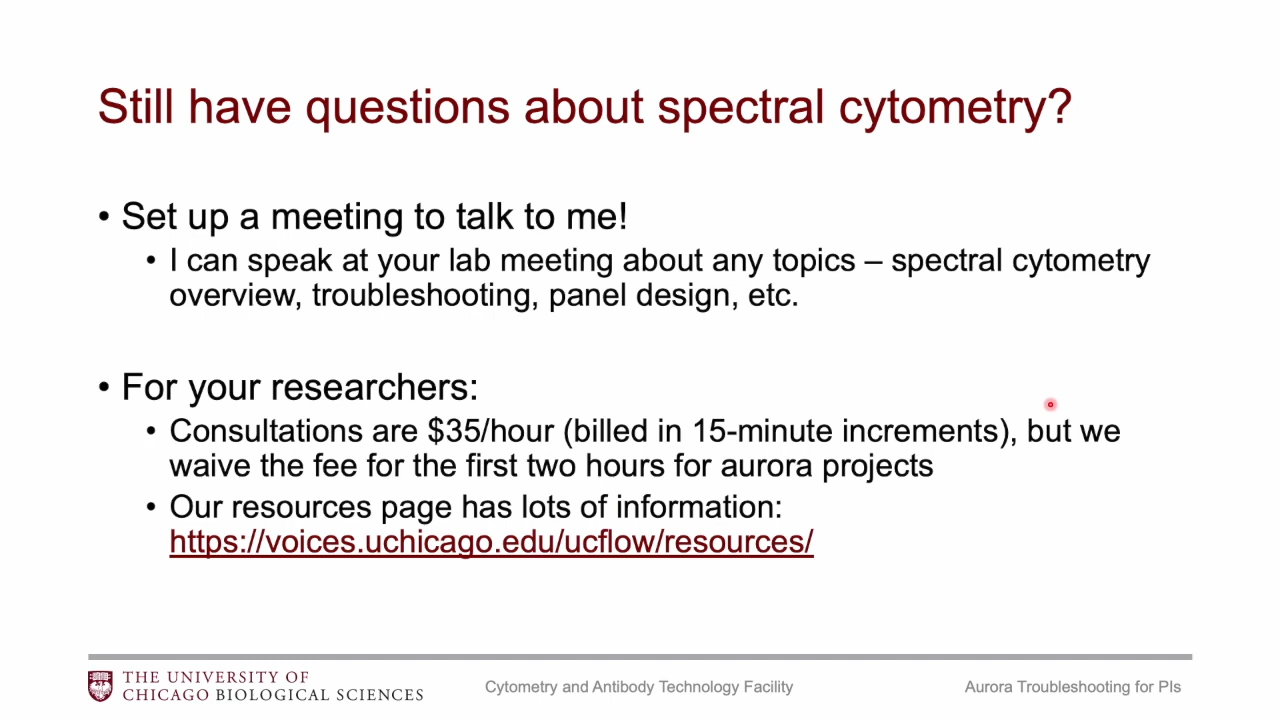 Still have questions about spectral cytometry?
• Set up a meeting to talk to me!
• I can speak at your lab meeting about any topics – spectral cytometry
overview, troubleshooting, panel design, etc.
• For your researchers:
• Consultations are $35/hour (billed in 15-minute increments), but we
waive the fee for the first two hours for aurora projects
• Our resources page has lots of information:
https://voices.uchicago.edu/ucflow/resources/
THE UNIVERSITY OF
CHICAGO BIOLOGICAL SCIENCES
Cytometry and Antibody Technology Facility
Aurora Troubleshooting for PIs